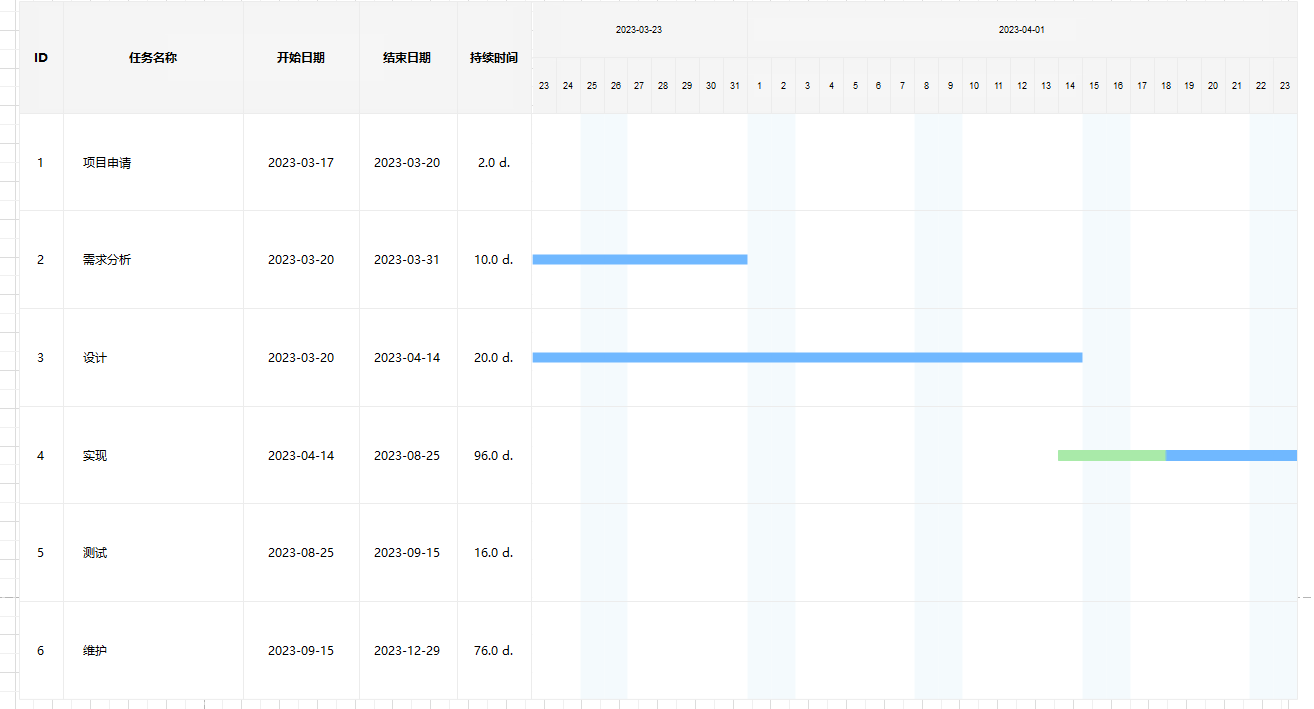 2023-03-23 2023-04-01
ID 任务名称 开始日期 结束日期 持续时间
23 24 25 26 27 28 29 30 31 1 2 3 4 5 6 7 8 9 10 11 12 13 14 15 16 17 18 19 20 21 22 23
1 项目申请 2023-03-17 2023-03-20 2.0 d.
2 需求分析 2023-03-20 2023-03-31 10.0 d.
3 设计 2023-03-20 2023-04-14 20.0 d.
4 实现 2023-04-14 2023-08-25 96.0 d.
5 测试 2023-08-25 2023-09-15 16.0 d.
6 维护 2023-09-15 2023-12-29 76.0 d.